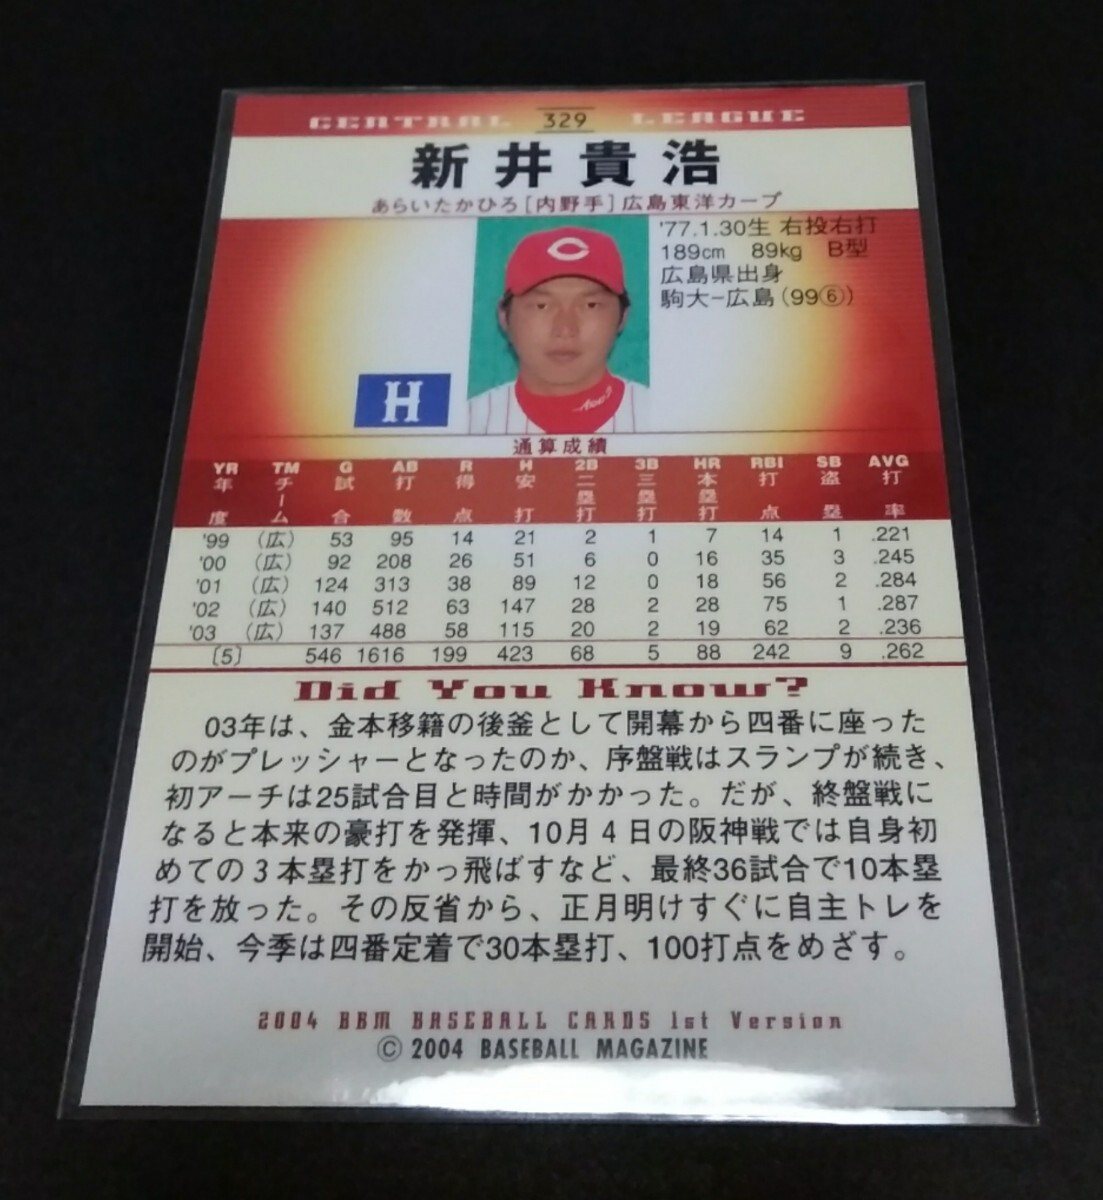 CENTRAL 329 LEAGUE
新井貴浩
あらいたかひろ［内野手］広島東洋カープ
'77.1.30生 右投右打
189cm 89kg B型
広島県出身
駒大−広島（99⑥）
C
H
通算成績
YR TM G AB R H 2B 3B HR RBI SB AVG
年度 チーム 試合 打数 得点 安打 二塁打 三塁打 本塁打 打点 盗塁 打率
'99 （広） 53 95 14 21 2 1 7 14 1 .221
'00 （広） 92 208 26 51 6 0 16 35 3 .245
'01 （広） 124 313 38 89 12 0 18 56 2 .284
'02 （広） 140 512 63 147 28 2 28 75 1 .287
'03 （広） 137 488 58 115 20 2 19 62 2 .236
〔5〕 546 1616 199 423 68 5 88 242 9 .262
Did You Know?
03年は、金本移籍の後釜として開幕から四番に座った
のがプレッシャーとなったのか、序盤戦はスランプが続き、
初アーチは25試合目と時間がかかった。だが、終盤戦に
なると本来の豪打を発揮、10月４日の阪神戦では自身初
めての３本塁打をかっ飛ばすなど、最終36試合で10本塁
打を放った。その反省から、正月明けすぐに自主トレを
開始、今季は四番定着で30本塁打、100打点をめざす。
2004 BBM BASEBALL CARDS 1st Version
© 2004 BASEBALL MAGAZINE